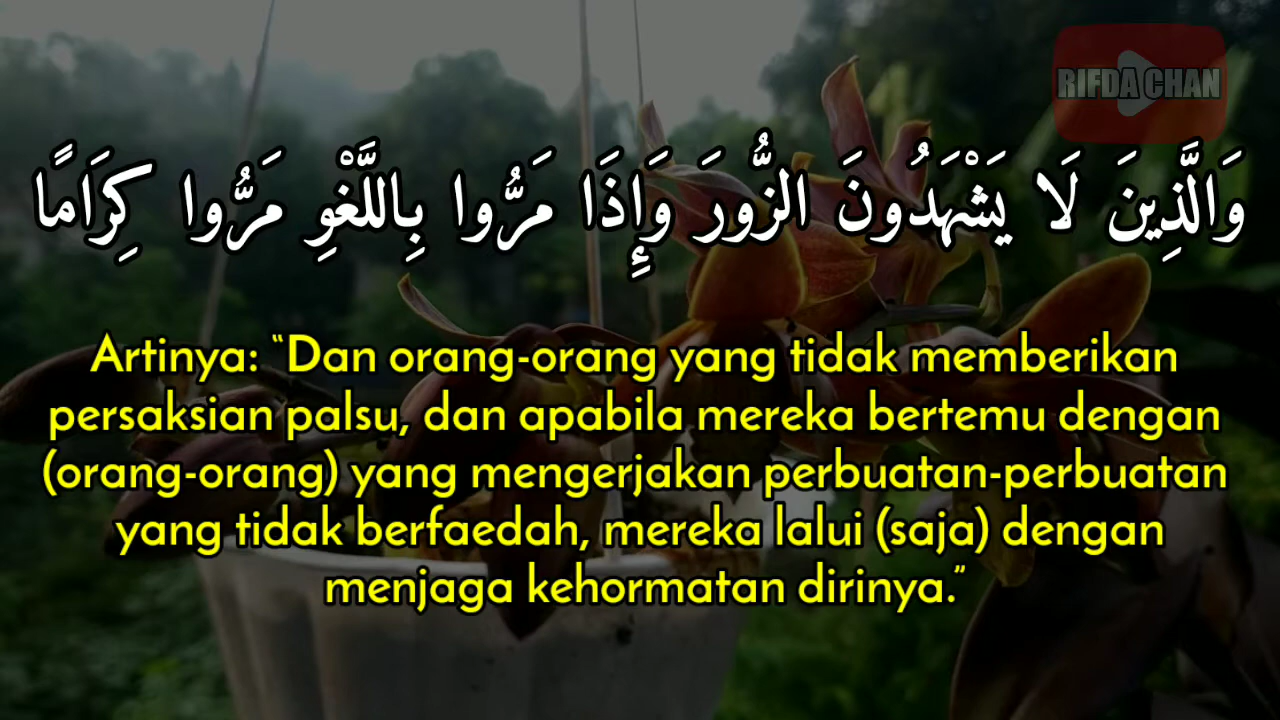 RIFDA CHAN
وَالَّذِينَ لَا يَشْهَدُونَ الزُّورَ وَإِذَا مَرُّوا بِاللَّغْوِ مَرُّوا كِرَامًا
Artinya: “Dan orang-orang yang tidak memberikan
persaksian palsu, dan apabila mereka bertemu dengan
(orang-orang) yang mengerjakan perbuatan-perbuatan
yang tidak berfaedah, mereka lalui (saja) dengan
menjaga kehormatan dirinya.”